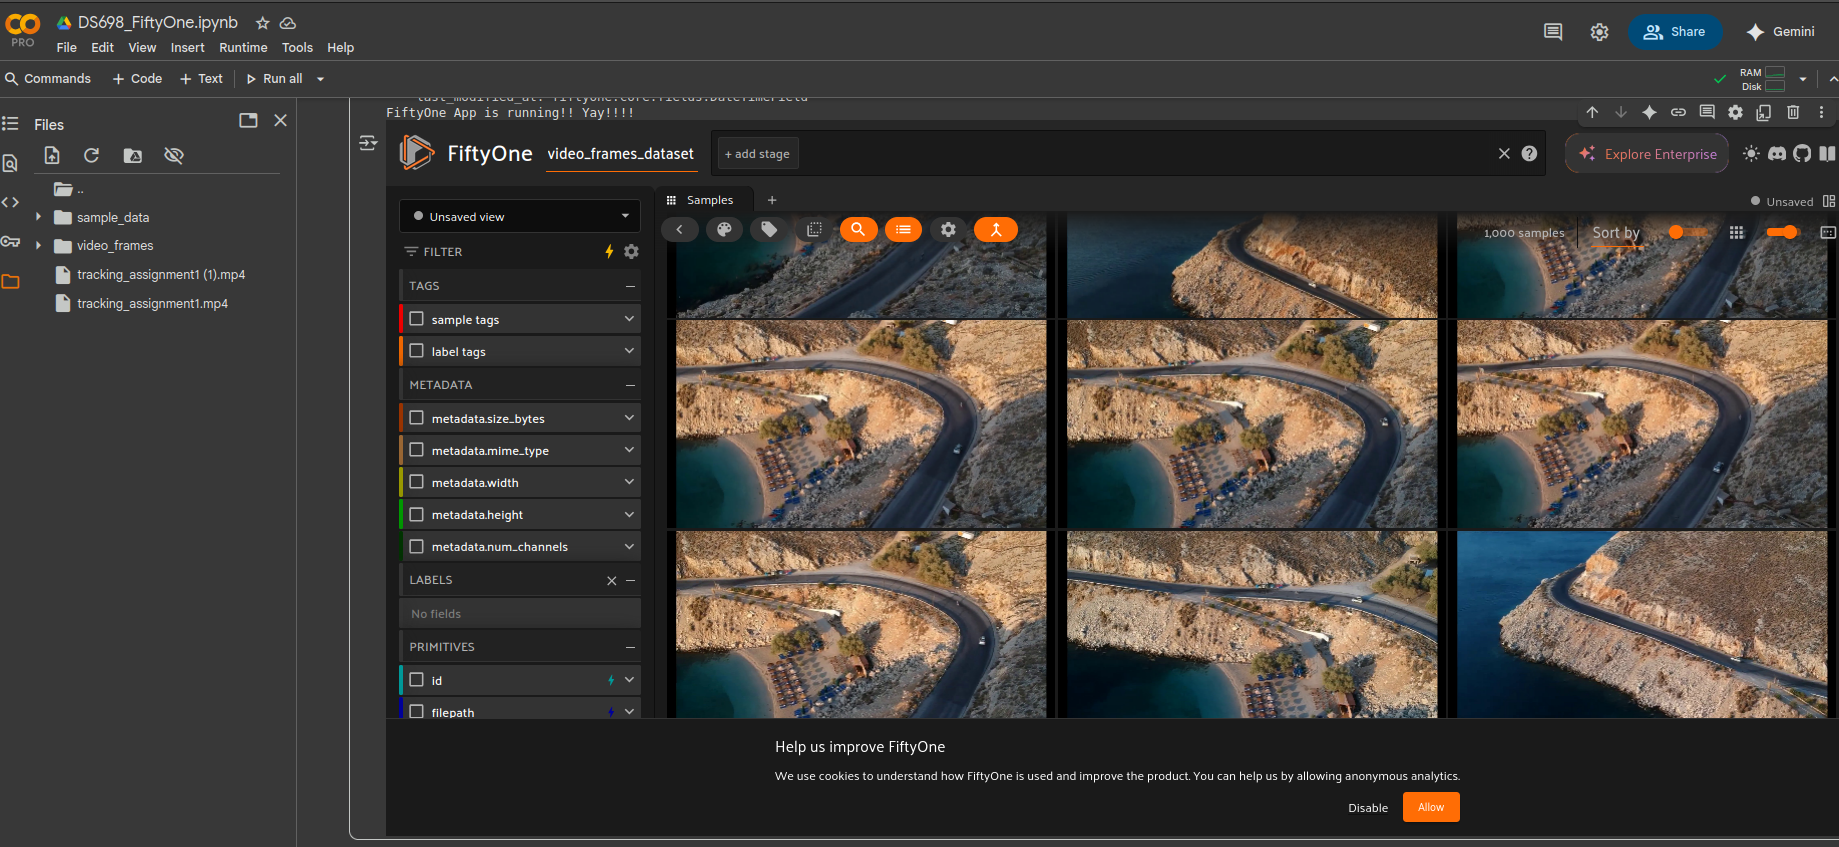 DS698_FiftyOne.ipynb
PRO
File Edit View Insert Runtime Tools Help
Share
Gemini
Commands + Code + Text Run all
RAM
Disk
Files
..
sample_data
video_frames
tracking_assignment1 (1).mp4
tracking_assignment1.mp4
last_modified_at: fiftyone.core.fields.DateTimeField
FiftyOne App is running!! Yay!!!!
FiftyOne video_frames_dataset + add stage
Explore Enterprise
Unsaved view
Samples +
Unsaved
1,000 samples
Sort by
FILTER
TAGS
sample tags
label tags
METADATA
metadata.size_bytes
metadata.mime_type
metadata.width
metadata.height
metadata.num_channels
LABELS
No fields
PRIMITIVES
id
filepath
Help us improve FiftyOne
We use cookies to understand how FiftyOne is used and improve the product. You can help us by allowing anonymous analytics.
Disable Allow